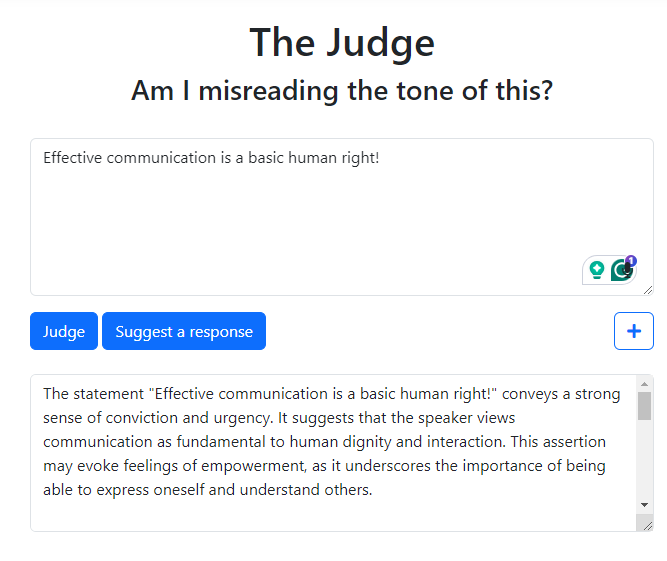 The Judge
Am I misreading the tone of this?
Effective communication is a basic human right!
1
Judge
Suggest a response
+
The statement "Effective communication is a basic human right!" conveys a strong
sense of conviction and urgency. It suggests that the speaker views
communication as fundamental to human dignity and interaction. This assertion
may evoke feelings of empowerment, as it underscores the importance of being
able to express oneself and understand others.